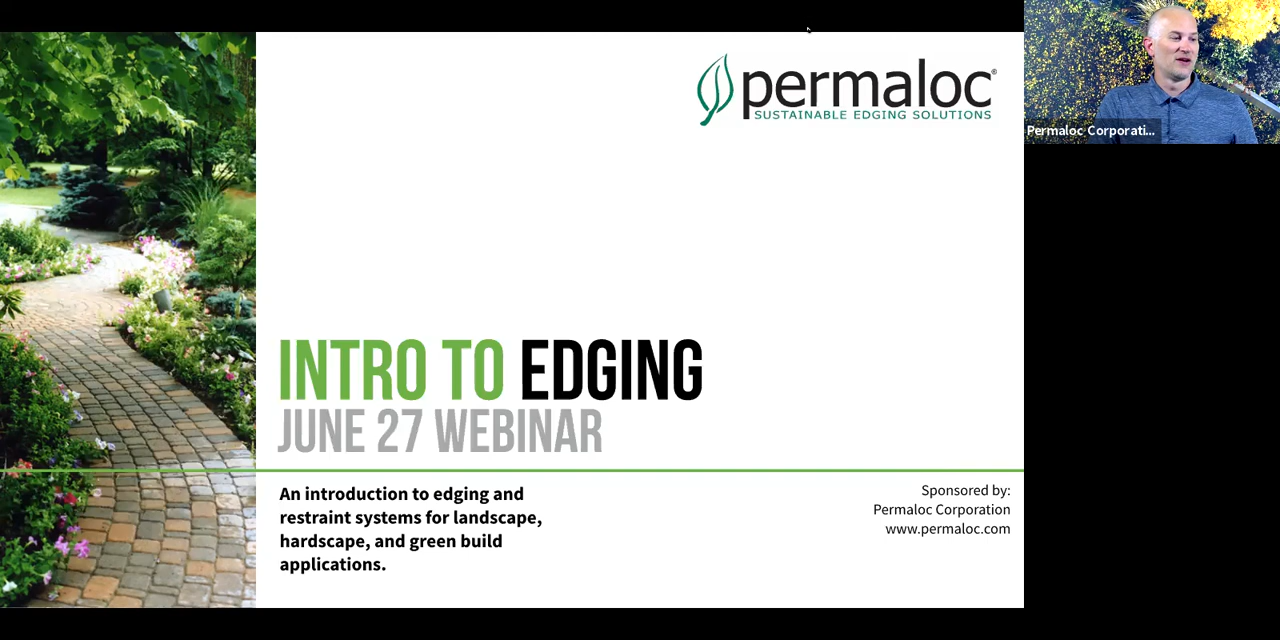 permaloc®
SUSTAINABLE EDGING SOLUTIONS
Permaloc Corporati...
INTRO TO EDGING
JUNE 27 WEBINAR
An introduction to edging and
restraint systems for landscape,
hardscape, and green build
applications.
Sponsored by:
Permaloc Corporation
www.permaloc.com